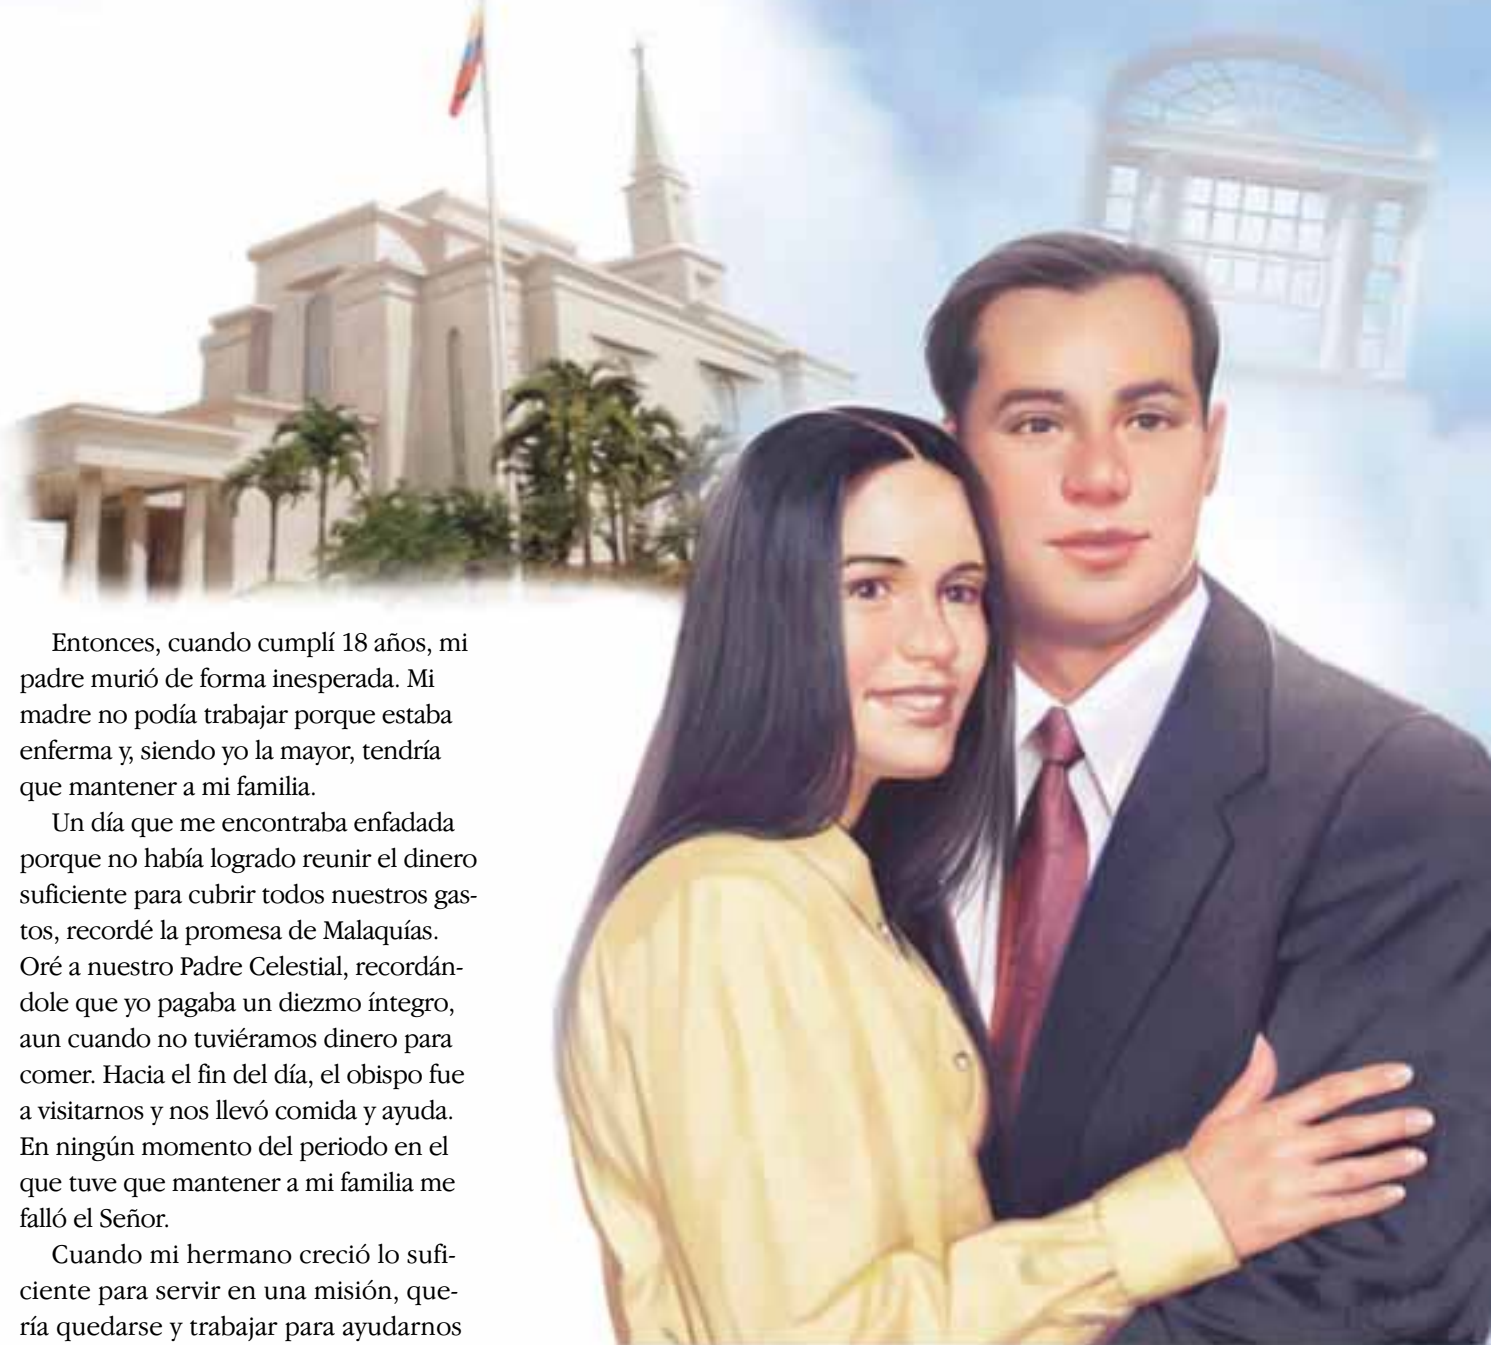 Entonces, cuando cumplí 18 años, mi
padre murió de forma inesperada. Mi
madre no podía trabajar porque estaba
enferma y, siendo yo la mayor, tendría
que mantener a mi familia.
Un día que me encontraba enfadada
porque no había logrado reunir el dinero
suficiente para cubrir todos nuestros gas-
tos, recordé la promesa de Malaquías.
Oré a nuestro Padre Celestial, recordán-
dole que yo pagaba un diezmo íntegro,
aun cuando no tuviéramos dinero para
comer. Hacia el fin del día, el obispo fue
a visitarnos y nos llevó comida y ayuda.
En ningún momento del periodo en el
que tuve que mantener a mi familia me
falló el Señor.
Cuando mi hermano creció lo sufi-
ciente para servir en una misión, que-
ría quedarse y trabajar para ayudarnos